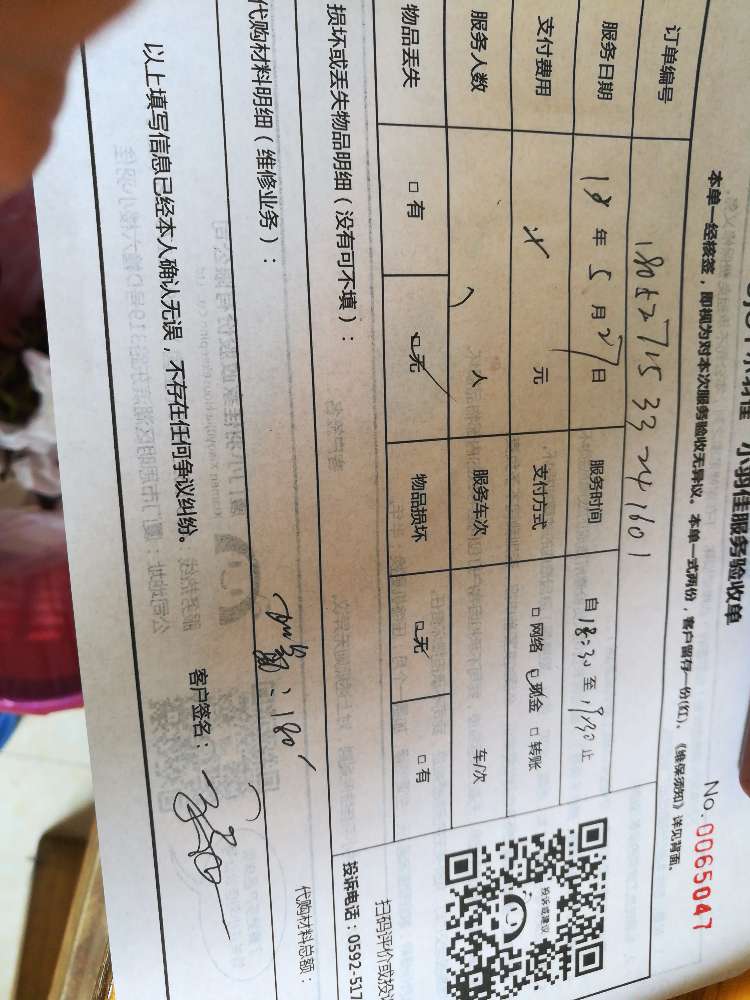 小羽佳服务验收单
No.0065047
本单一经核签，即视为对本次服务验收无异议。本单一式两份，客户留存一份(红)。《维保须知》详见背面。
订单编号 1805271533241601
服务日期 18年5月27日 服务时间 自18:30至19:30止
支付费用 元 支付方式 □网络 □现金 □转账
服务人数 人 服务车次 车/次
物品丢失 □有 □无 物品损坏 □无 □有
投诉或建议
损坏或丢失物品明细（没有可不填）：
扫码评价或投
投诉电话：0592-517
代购材料明细（维修业务）：
180
代购材料总额：
以上填写信息已经本人确认无误，不存在任何争议纠纷。
客户签名：